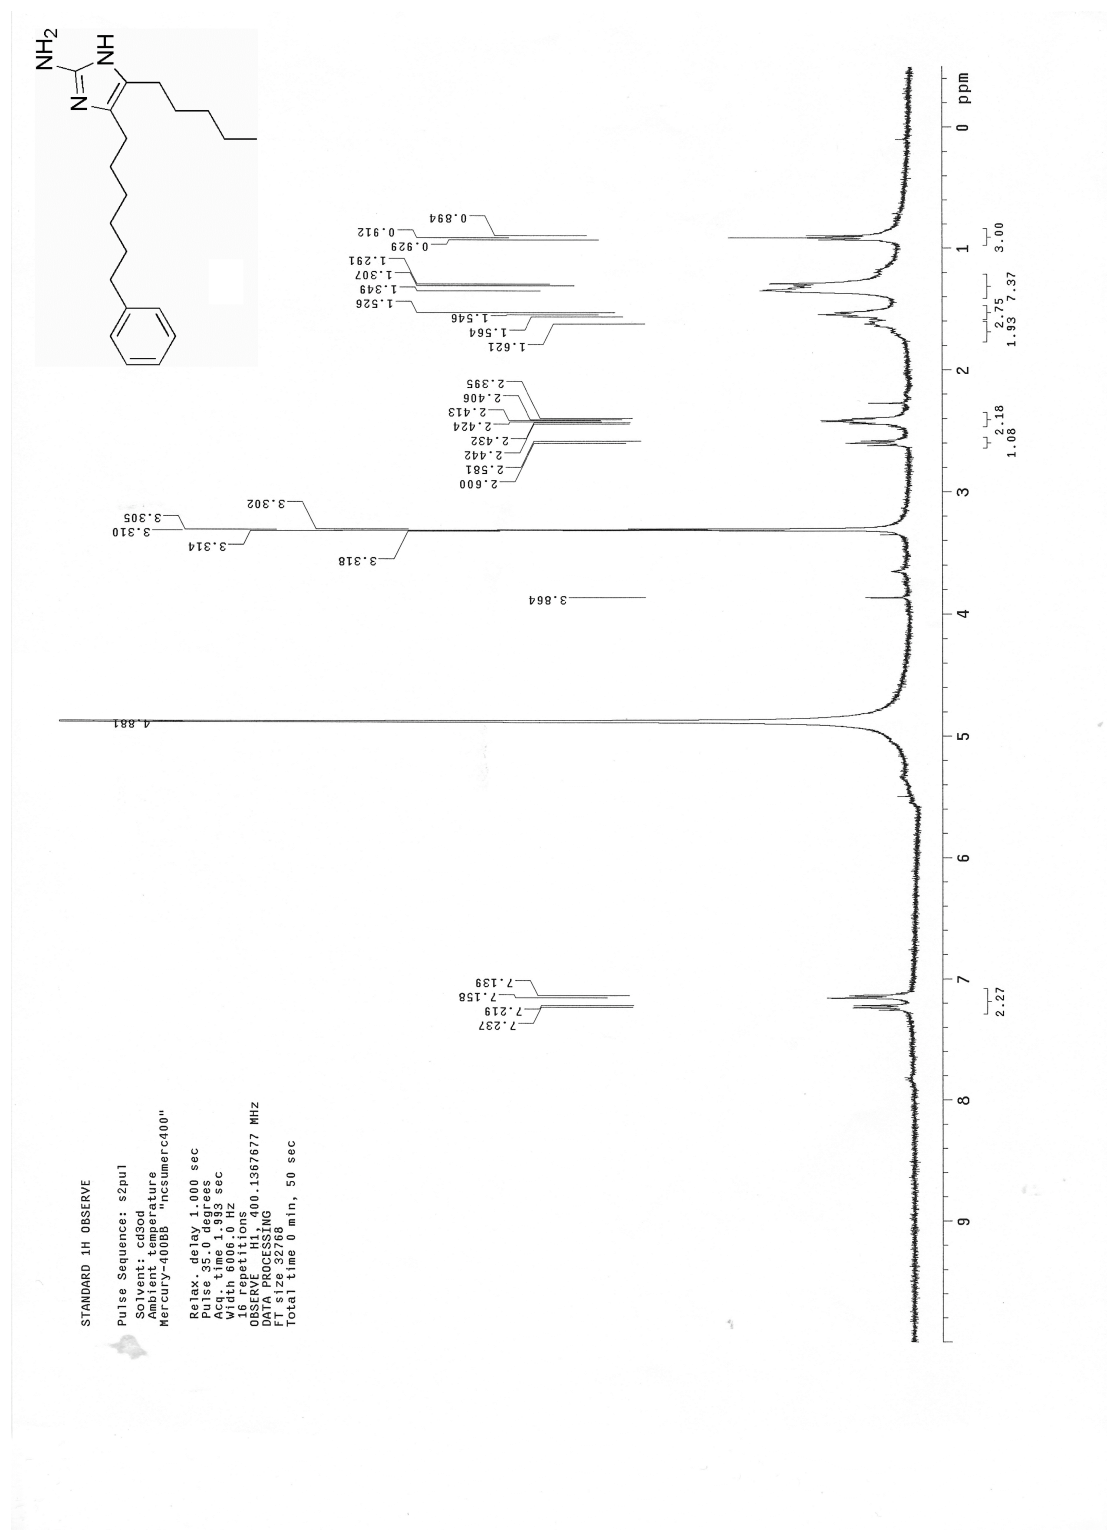 NH2
NH
N
STANDARD 1H OBSERVE
Pulse Sequence: s2pul
Solvent: cd3od
Ambient temperature
Mercury-400BB "ncsumerc400"
Relax. delay 1.000 sec
Pulse 35.0 degrees
Acq. time 1.993 sec
Width 6006.0 Hz
16 repetitions
OBSERVE H1, 400.1367677 MHz
DATA PROCESSING
FT size 32768
Total time 0 min, 50 sec
7.237
7.219
7.158
7.139
4.881
3.864
3.318
3.314
3.310
3.305
3.302
2.600
2.581
2.442
2.432
2.424
2.413
2.406
2.395
1.621
1.564
1.546
1.526
1.349
1.307
1.291
0.929
0.912
0.894
9
8
7
6
5
4
3
2
1
0 ppm
2.27
1.08
2.18
1.93
2.75
7.37
3.00